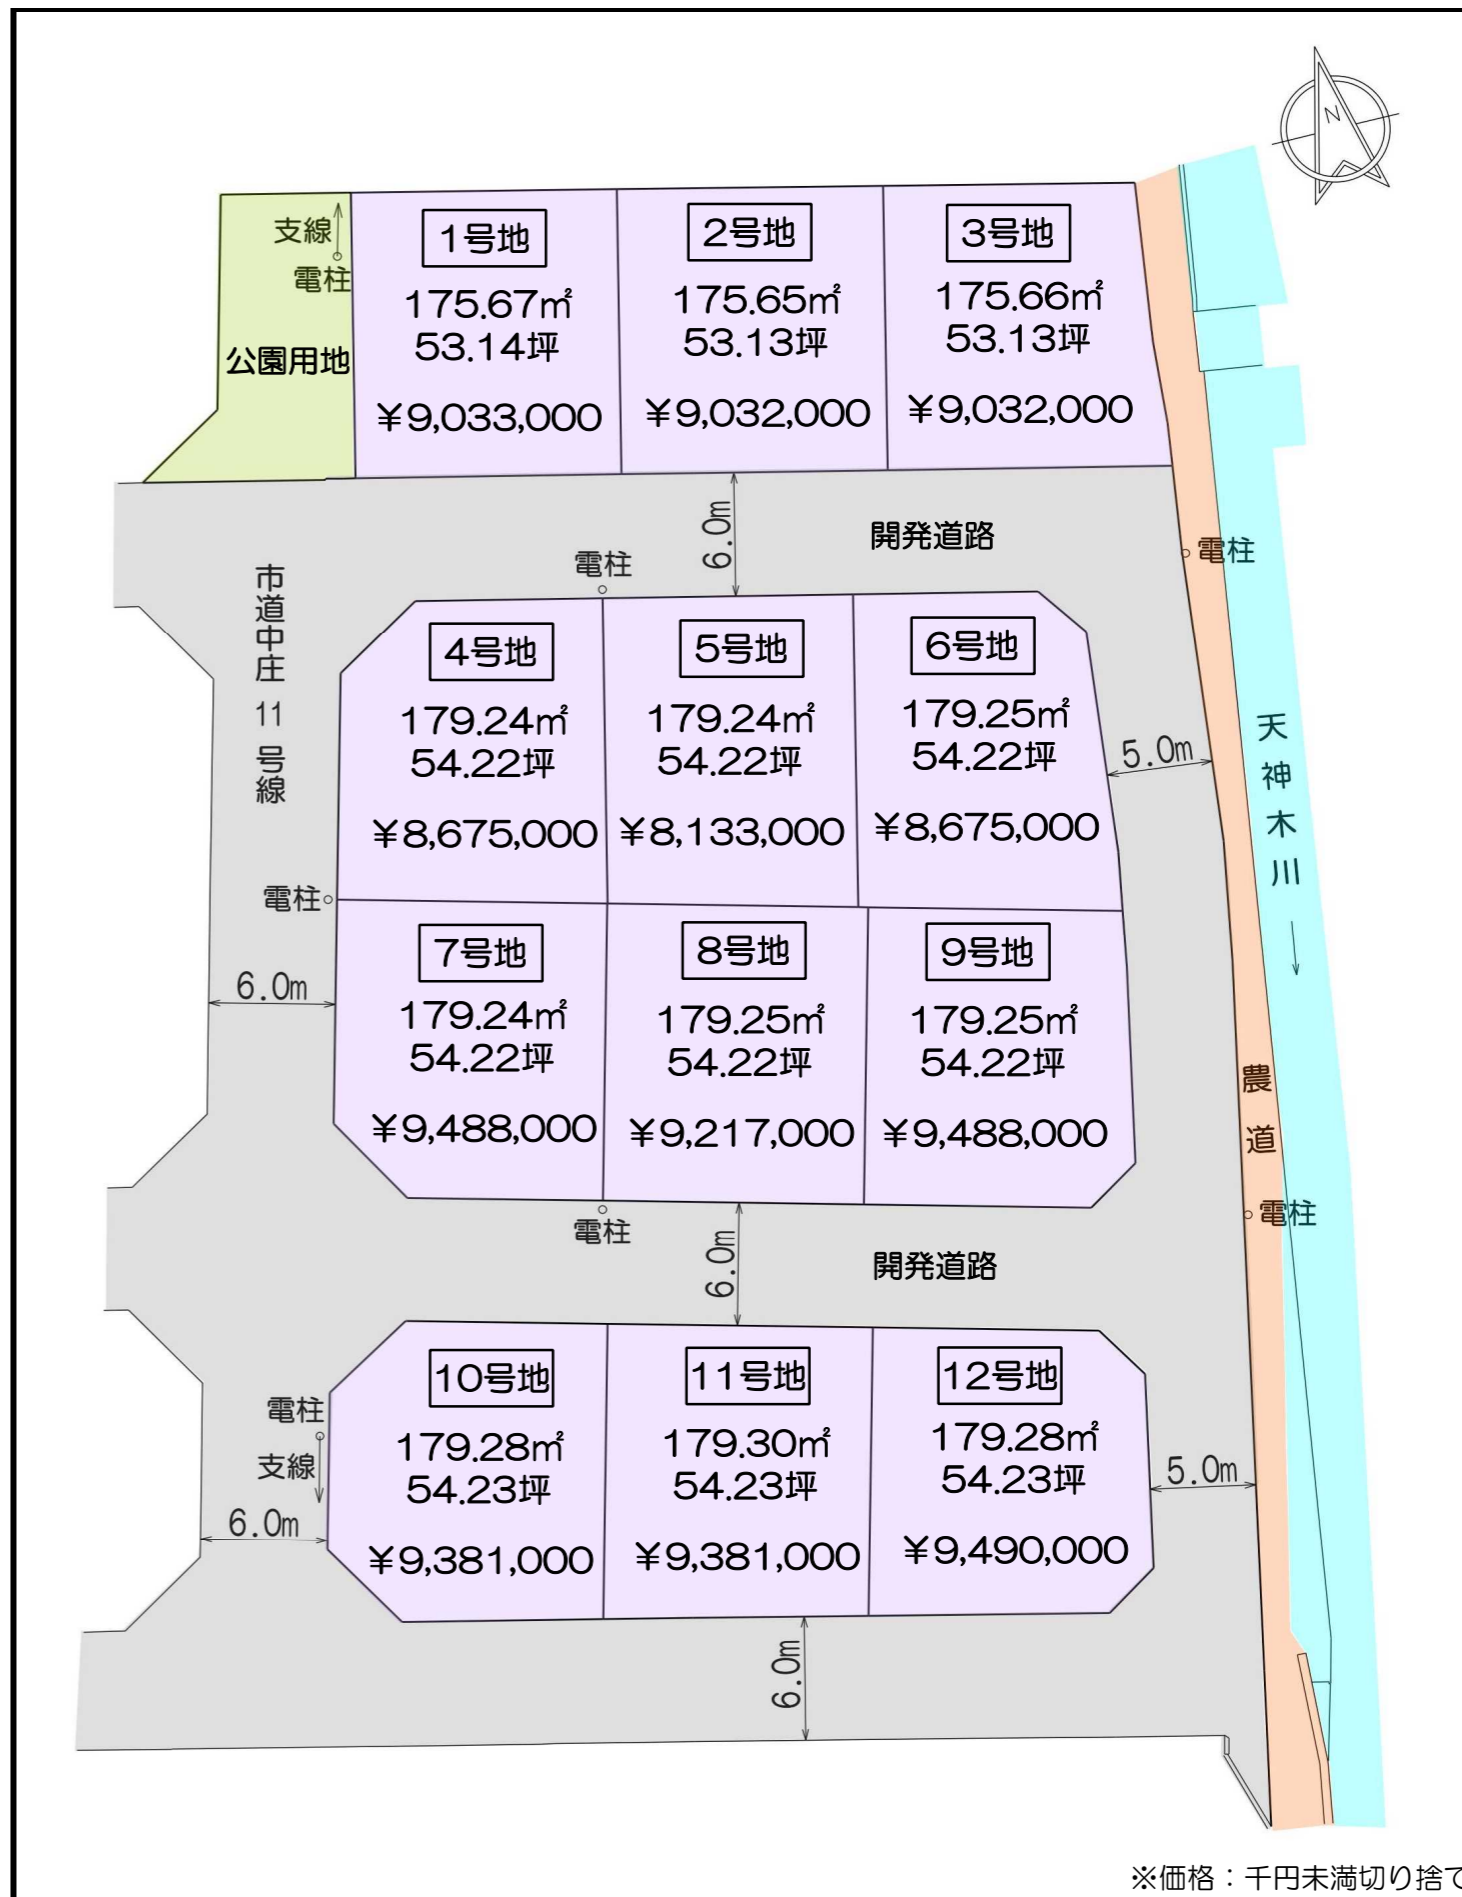 N
支線
電柱
公園用地
1号地
175.67㎡
53.14坪
¥9,033,000
2号地
175.65㎡
53.13坪
¥9,032,000
3号地
175.66㎡
53.13坪
¥9,032,000
6.0m
開発道路
電柱
電柱
市道中庄11号線
4号地
179.24㎡
54.22坪
¥8,675,000
5号地
179.24㎡
54.22坪
¥8,133,000
6号地
179.25㎡
54.22坪
¥8,675,000
5.0m
天神木川
電柱
6.0m
7号地
179.24㎡
54.22坪
¥9,488,000
8号地
179.25㎡
54.22坪
¥9,217,000
9号地
179.25㎡
54.22坪
¥9,488,000
農道
電柱
電柱
6.0m
開発道路
電柱
支線
6.0m
10号地
179.28㎡
54.23坪
¥9,381,000
11号地
179.30㎡
54.23坪
¥9,381,000
12号地
179.28㎡
54.23坪
¥9,490,000
5.0m
6.0m
※価格：千円未満切り捨て